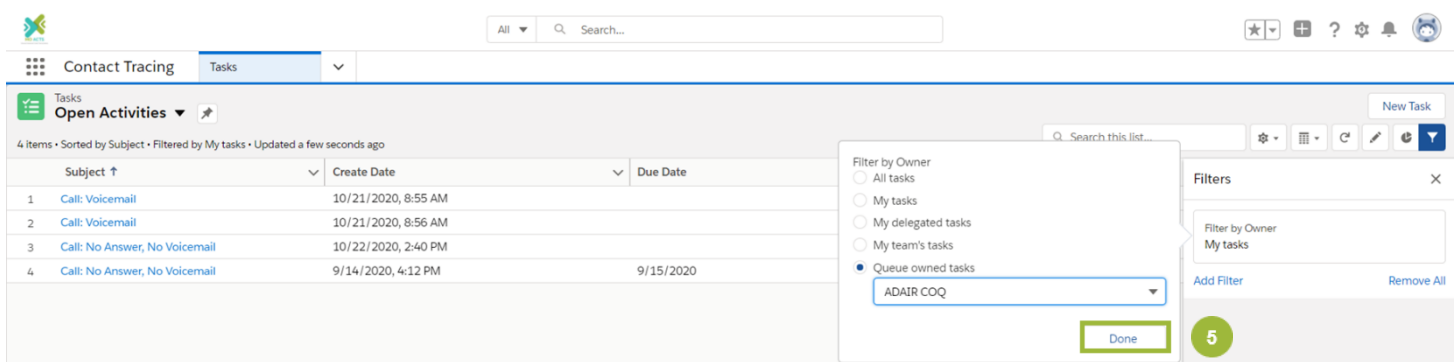 All
Search...
Contact Tracing
Tasks
Tasks
Open Activities
New Task
4 items • Sorted by Subject • Filtered by My tasks • Updated a few seconds ago
Search this list...
Subject ↑
Create Date
Due Date
1 Call: Voicemail 10/21/2020, 8:55 AM
2 Call: Voicemail 10/21/2020, 8:56 AM
3 Call: No Answer, No Voicemail 10/22/2020, 2:40 PM
4 Call: No Answer, No Voicemail 9/14/2020, 4:12 PM 9/15/2020
Filter by Owner
All tasks
My tasks
My delegated tasks
My team's tasks
Queue owned tasks
ADAIR COQ
Done
5
Filters
Filter by Owner
My tasks
Add Filter
Remove All